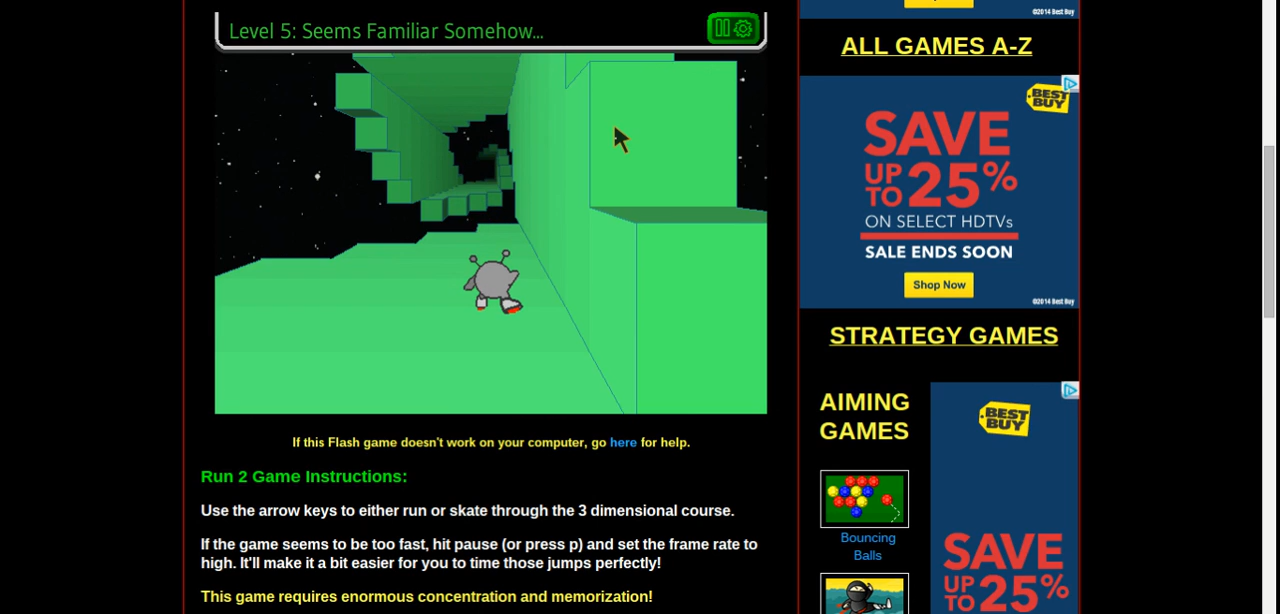 Level 5: Seems Familiar Somehow...
If this Flash game doesn't work on your computer, go here for help.
Run 2 Game Instructions:
Use the arrow keys to either run or skate through the 3 dimensional course.
If the game seems to be too fast, hit pause (or press p) and set the frame rate to
high. It'll make it a bit easier for you to time those jumps perfectly!
This game requires enormous concentration and memorization!
©2014 Best Buy
ALL GAMES A-Z
BEST
BUY
SAVE
UP
TO 25%
ON SELECT HDTVs
SALE ENDS SOON
Shop Now
©2014 Best Buy
STRATEGY GAMES
AIMING
GAMES
Bouncing
Balls
BEST
BUY
SAVE
UP
TO 25%